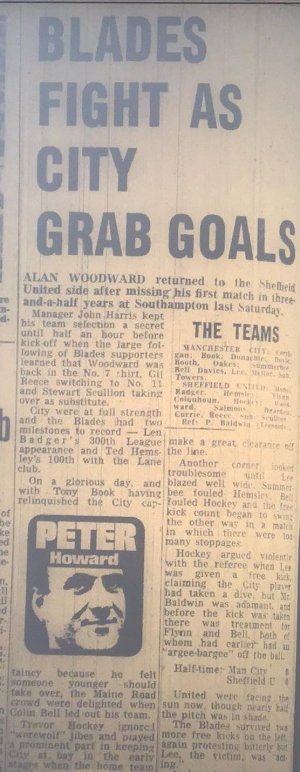 BLADES
FIGHT AS
CITY
GRAB GOALS
ALAN WOODWARD returned to the Sheffield
United side after missing his first match in three-
and-a-half years at Southampton last Saturday.
Manager John Harris kept
his team selection a secret
until half an hour before
kick-off when the large fol-
lowing of Blades supporters
learned that Woodward was
back in the No. 7 shirt, Gil
Reece switching to No. 11
and Stewart Scullion taking
over as substitute.
City were at full strength
and the Blades had two
milestones to record — Len
Badger's 300th League
appearance and Ted Hems-
ley's 100th with the Lane
club.
On a glorious day, and
with Tony Book having
relinquished the City cap-
PETER
Howard
taincy because he felt
someone younger should
take over, the Maine Road
crowd were delighted when
Colin Bell led out his team.
Trevor Hockey ignored
"werewolf" jibes and played
a prominent part in keeping
City at bay in the early
stages when the home team
THE TEAMS
MANCHESTER CITY:
gan; Book, Donachie, Doyle,
Booth, Oakes; Summerbee,
Bell, Davies, Lee,
Towers.
SHEFFIELD UNITED:
Badger, Hemsley,
Colquhoun, Hockey;
ward, Salmons, Dearden,
Currie, Reece. Sub: Scullion.
Ref: P. Baldwin
make a great clearance off
the line.
Another corner looked
troublesome until Lee
blazed well wide. Summer-
bee fouled Hemsley, Bell
fouled Hockey and the free
kick count began to swing
the other way in a match
in which there were too
many stoppages.
Hockey argued violently
with the referee when Lee
was given a free kick,
claiming the City player
had taken a dive, but Mr.
Baldwin was adamant, and
before the kick was taken
there was treatment for
Flynn and Bell, both of
whom had earlier had an
"argee-bargee" off the ball.
Half-time: Man City
Sheffield U
United were facing the
sun now, though nearly half
the pitch was in shade.
The Blades survived two
more free kicks on the left,
again protesting bitterly but
Lee, the victim, was
ing."